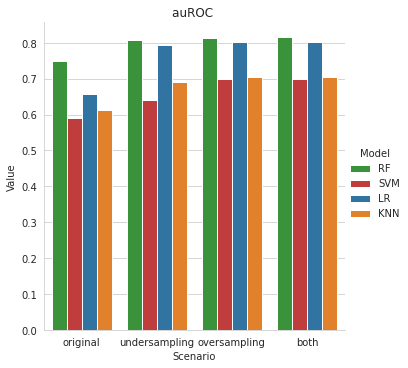 auROC
0.8
0.7
0.6
0.5
0.4
0.3
0.2
0.1
0.0
Value
original undersampling oversampling both
Scenario
Model
RF
SVM
LR
KNN